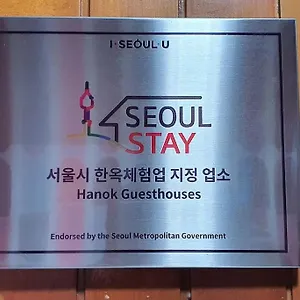 I·SEOUL·U
SEOUL
STAY
서울시 한옥체험업 지정 업소
Hanok Guesthouses
Endorsed by the Seoul Metropolitan Government